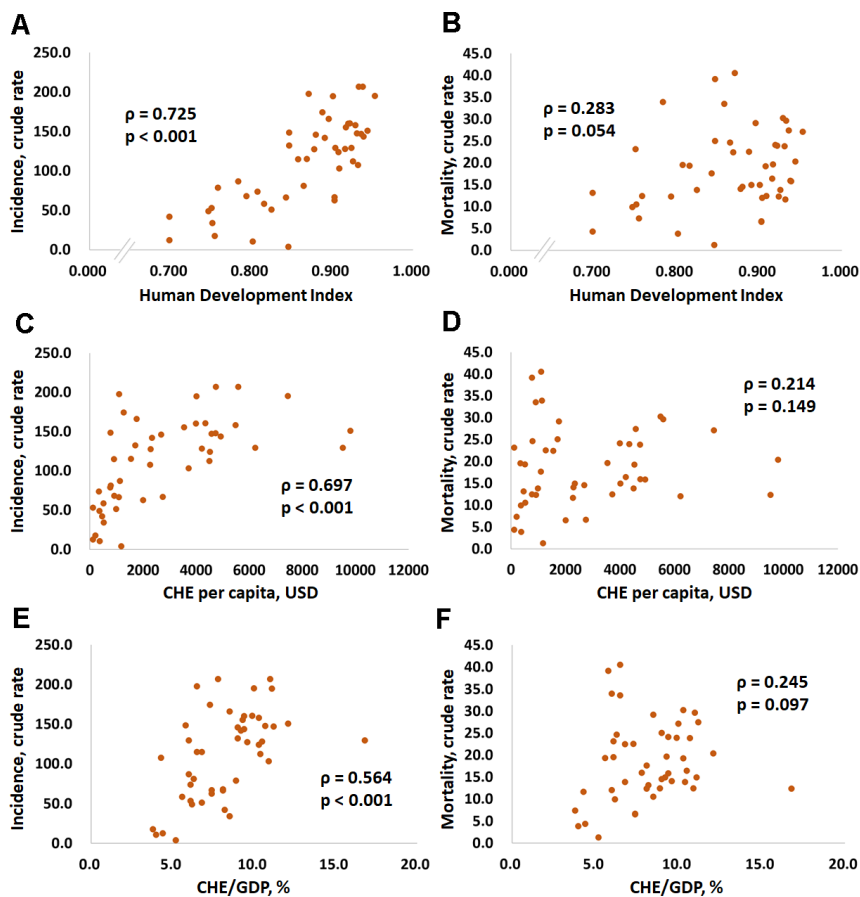 A
Incidence, crude rate
250.0
200.0
150.0
100.0
50.0
0.0
ρ = 0.725
p < 0.001
0.000 0.700 0.800 0.900 1.000
Human Development Index
B
Mortality, crude rate
45.0
40.0
35.0
30.0
25.0
20.0
15.0
10.0
5.0
0.0
ρ = 0.283
p = 0.054
0.000 0.700 0.800 0.900 1.000
Human Development Index
C
Incidence, crude rate
250.0
200.0
150.0
100.0
50.0
0.0
ρ = 0.697
p < 0.001
0 2000 4000 6000 8000 10000 12000
CHE per capita, USD
D
Mortality, crude rate
45.0
40.0
35.0
30.0
25.0
20.0
15.0
10.0
5.0
0.0
ρ = 0.214
p = 0.149
0 2000 4000 6000 8000 10000 12000
CHE per capita, USD
E
Incidence, crude rate
250.0
200.0
150.0
100.0
50.0
0.0
ρ = 0.564
p < 0.001
0.0 5.0 10.0 15.0 20.0
CHE/GDP, %
F
Mortality, crude rate
45.0
40.0
35.0
30.0
25.0
20.0
15.0
10.0
5.0
0.0
ρ = 0.245
p = 0.097
0.0 5.0 10.0 15.0 20.0
CHE/GDP, %